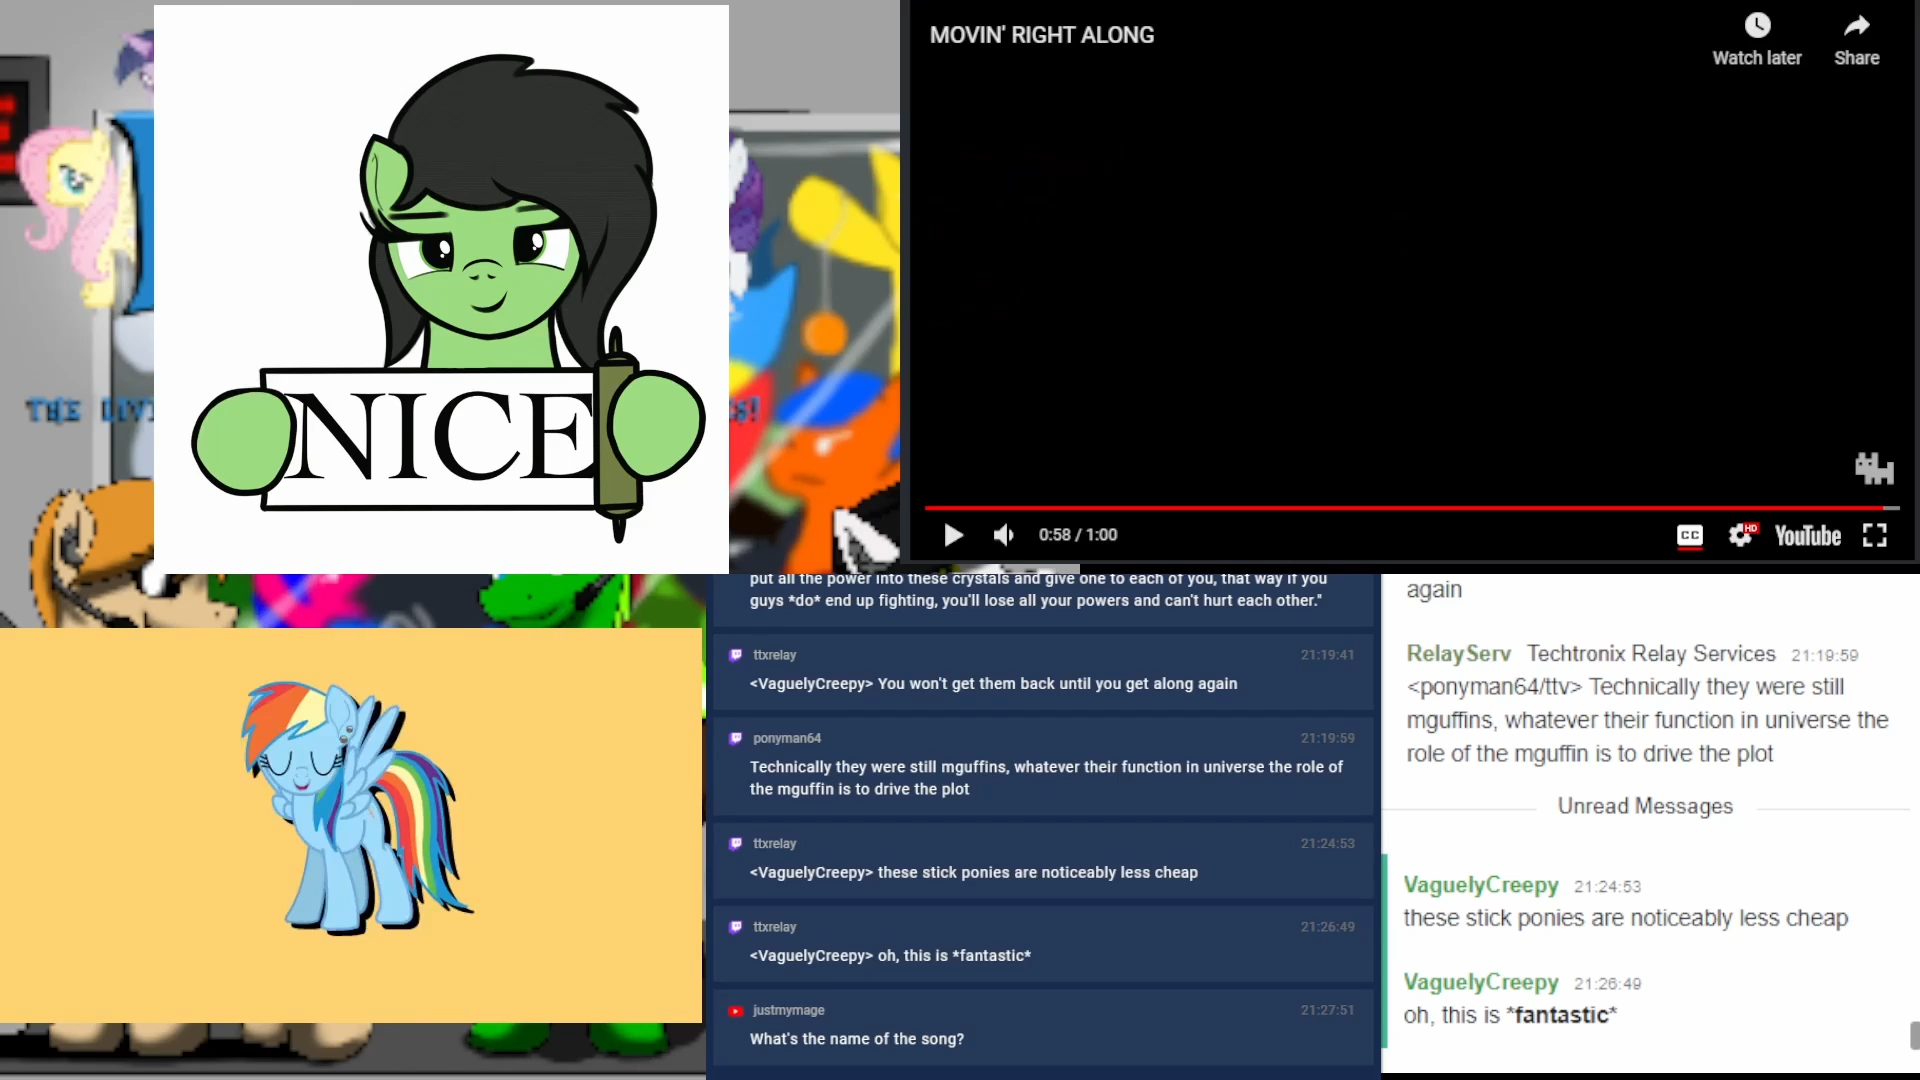 NICE
MOVIN' RIGHT ALONG
Watch later
Share
0:58 / 1:00
CC
HD
YouTube
THE
put all the power into these crystals and give one to each of you, that way if you
guys *do* end up fighting, you'll lose all your powers and can't hurt each other."
ttxrelay 21:19:41
<VaguelyCreepy> You won't get them back until you get along again
ponyman64 21:19:59
Technically they were still mguffins, whatever their function in universe the role of
the mguffin is to drive the plot
ttxrelay 21:24:53
<VaguelyCreepy> these stick ponies are noticeably less cheap
ttxrelay 21:26:49
<VaguelyCreepy> oh, this is *fantastic*
justmymage 21:27:51
What's the name of the song?
again
RelayServ Techtronix Relay Services 21:19:59
<ponyman64/ttv> Technically they were still
mguffins, whatever their function in universe the
role of the mguffin is to drive the plot
Unread Messages
VaguelyCreepy 21:24:53
these stick ponies are noticeably less cheap
VaguelyCreepy 21:26:49
oh, this is *fantastic*